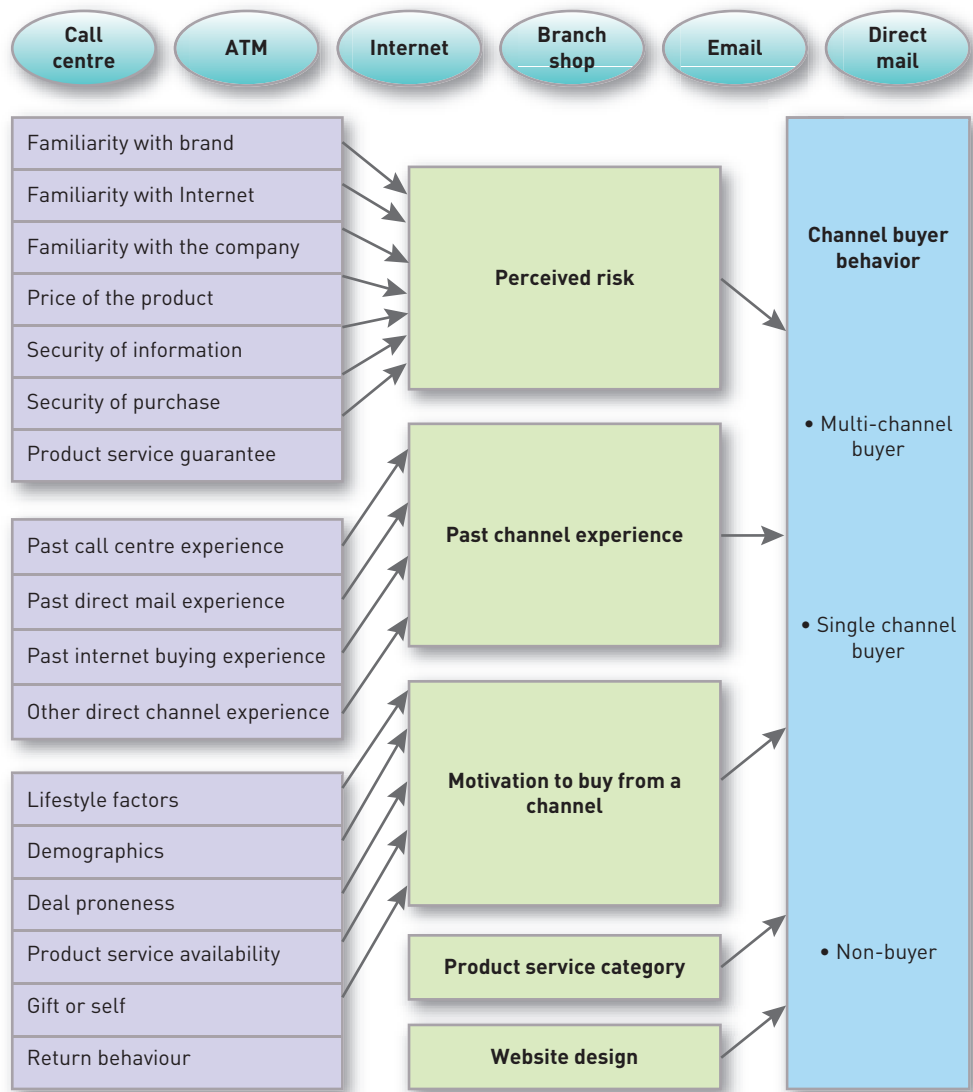 Call
centre
ATM
Internet
Branch
shop
Email
Direct
mail
Familiarity with brand
Familiarity with Internet
Familiarity with the company
Price of the product
Security of information
Security of purchase
Product service guarantee
Past call centre experience
Past direct mail experience
Past internet buying experience
Other direct channel experience
Lifestyle factors
Demographics
Deal proneness
Product service availability
Gift or self
Return behaviour
Perceived risk
Past channel experience
Motivation to buy from a
channel
Product service category
Website design
Channel buyer
behavior
• Multi-channel
buyer
• Single channel
buyer
• Non-buyer